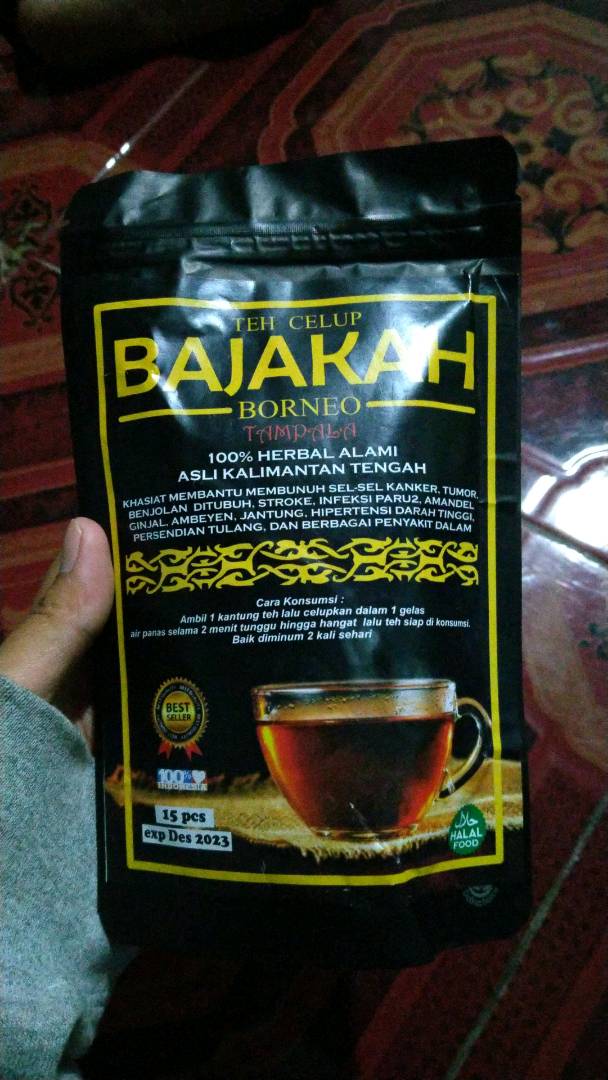 TEH CELUP
BAJAKAH
BORNEO
TAMPALA
100% HERBAL ALAMI
ASLI KALIMANTAN TENGAH
KHASIAT MEMBANTU MEMBUNUH SEL-SEL KANKER, TUMOR,
BENJOLAN DITUBUH, STROKE, INFEKSI PARU2, AMANDEL
GINJAL, AMBEYEN, JANTUNG, HIPERTENSI DARAH TINGGI,
PERSENDIAN TULANG, DAN BERBAGAI PENYAKIT DALAM
Cara Konsumsi :
Ambil 1 kantung teh lalu celupkan dalam 1 gelas
air panas selama 2 menit tunggu hingga hangat lalu teh siap di konsumsi.
Baik diminum 2 kali sehari
BEST
SELLER
100%
INDONESIA
15 pcs
exp Des 2023
حلال
HALAL
FOOD